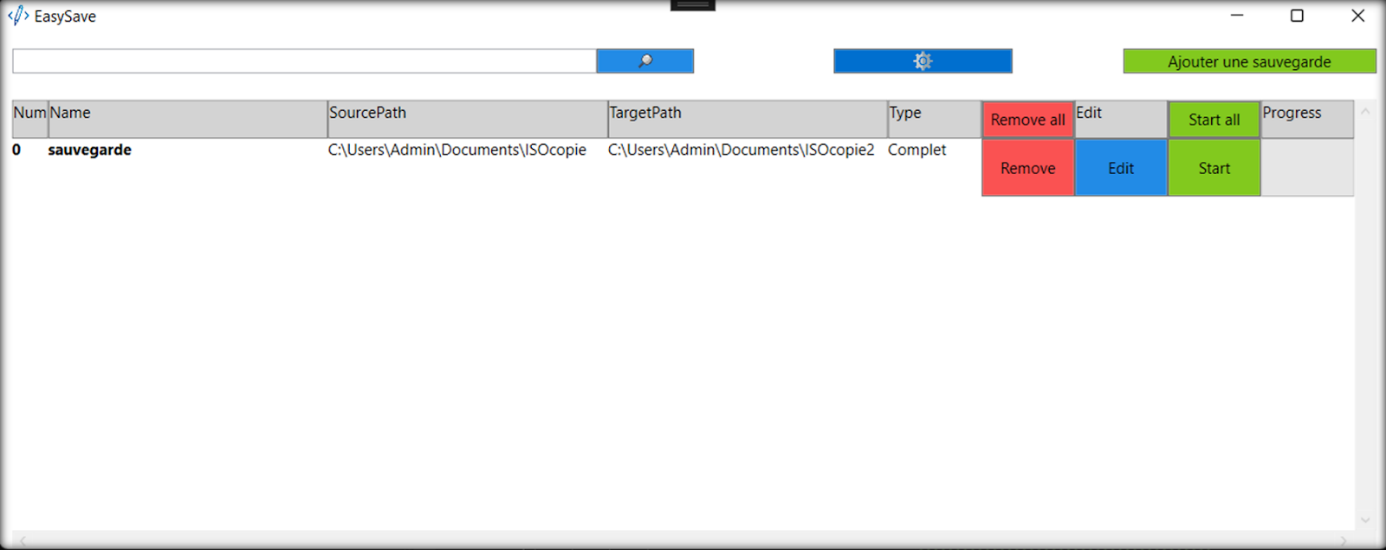 EasySave
Ajouter une sauvegarde
Num Name SourcePath TargetPath Type Remove all Edit Start all Progress
0 sauvegarde C:\Users\Admin\Documents\ISOcopie C:\Users\Admin\Documents\ISOcopie2 Complet Remove Edit Start